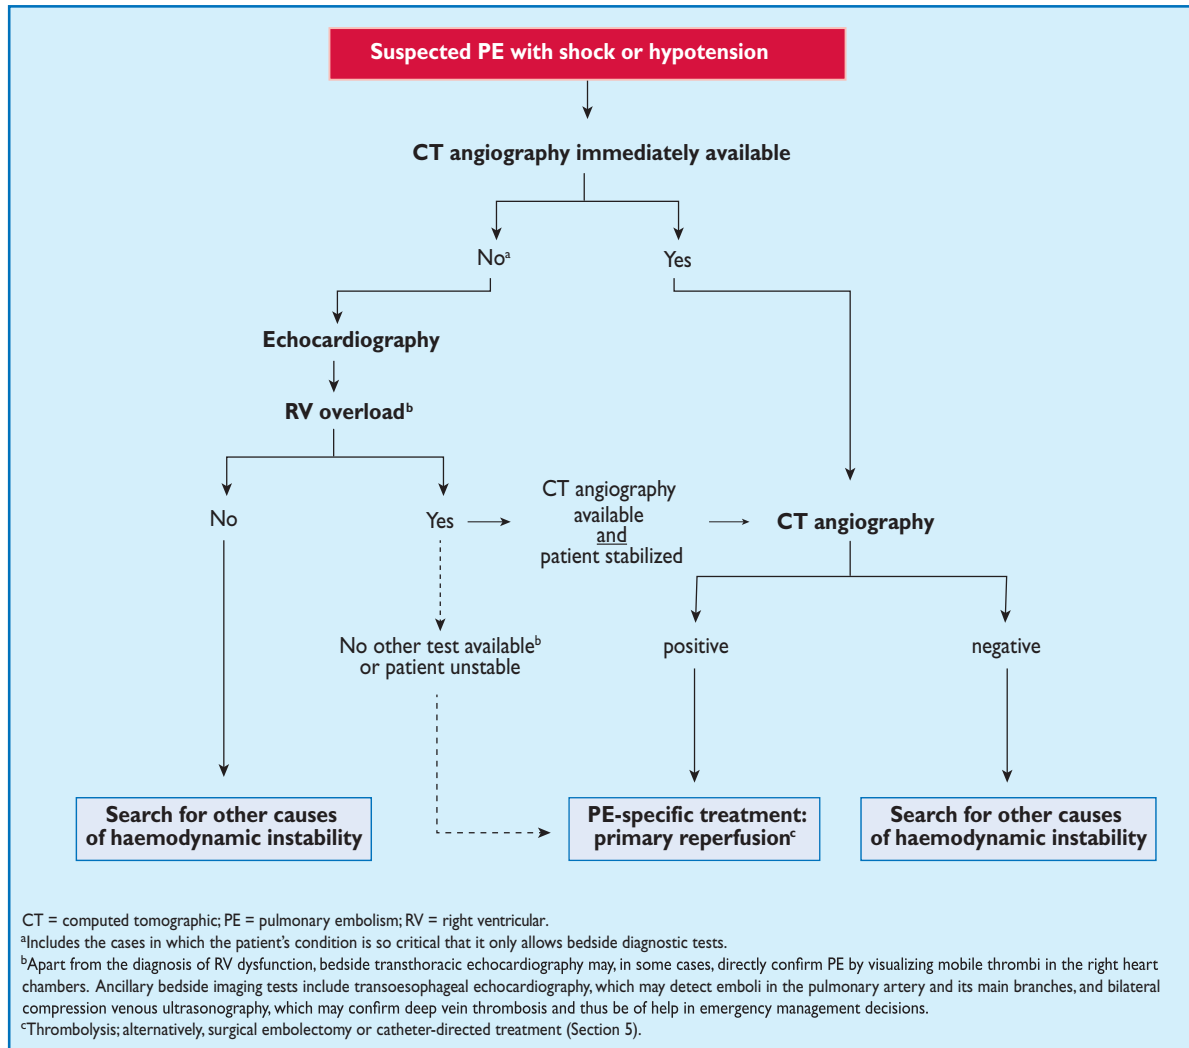 Suspected PE with shock or hypotension
CT angiography immediately available
Noᵃ
Yes
Echocardiography
RV overloadᵇ
No
Yes
CT angiography
available
and
patient stabilized
CT angiography
No other test availableᵇ
or patient unstable
positive
negative
Search for other causes
of haemodynamic instability
PE-specific treatment:
primary reperfusionᶜ
Search for other causes
of haemodynamic instability
CT = computed tomographic; PE = pulmonary embolism; RV = right ventricular.
ᵃIncludes the cases in which the patient's condition is so critical that it only allows bedside diagnostic tests.
ᵇApart from the diagnosis of RV dysfunction, bedside transthoracic echocardiography may, in some cases, directly confirm PE by visualizing mobile thrombi in the right heart
chambers. Ancillary bedside imaging tests include transoesophageal echocardiography, which may detect emboli in the pulmonary artery and its main branches, and bilateral
compression venous ultrasonography, which may confirm deep vein thrombosis and thus be of help in emergency management decisions.
ᶜThrombolysis; alternatively, surgical embolectomy or catheter-directed treatment (Section 5).